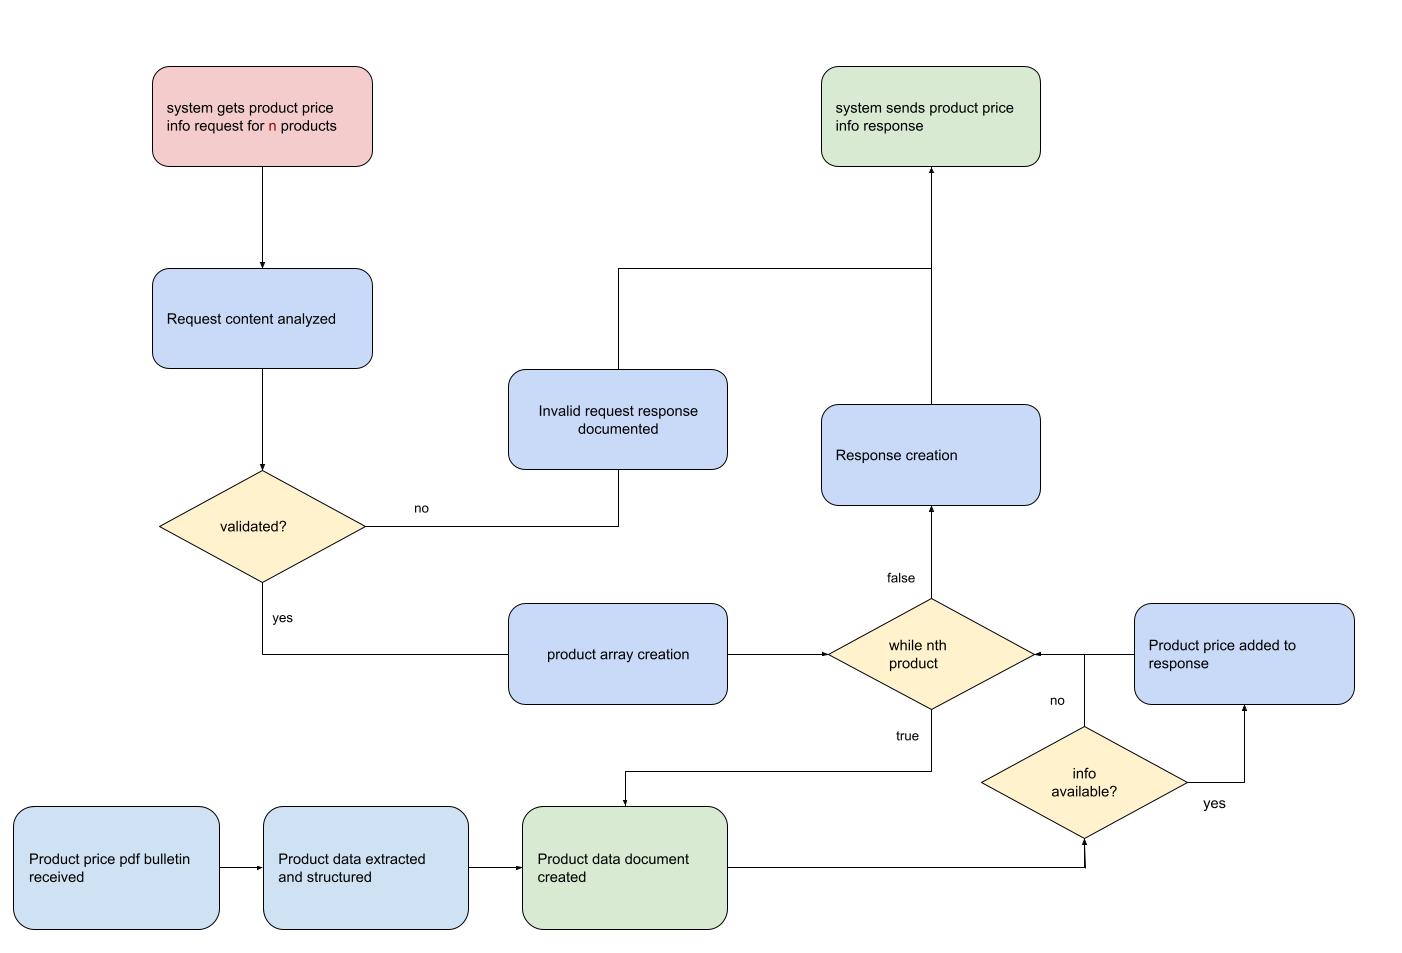 system gets product price
info request for n products
system sends product price
info response
Request content analyzed
Invalid request response
documented
Response creation
no
validated?
yes
false
product array creation
while nth
product
Product price added to
response
no
true
info
available?
yes
Product price pdf bulletin
received
Product data extracted
and structured
Product data document
created